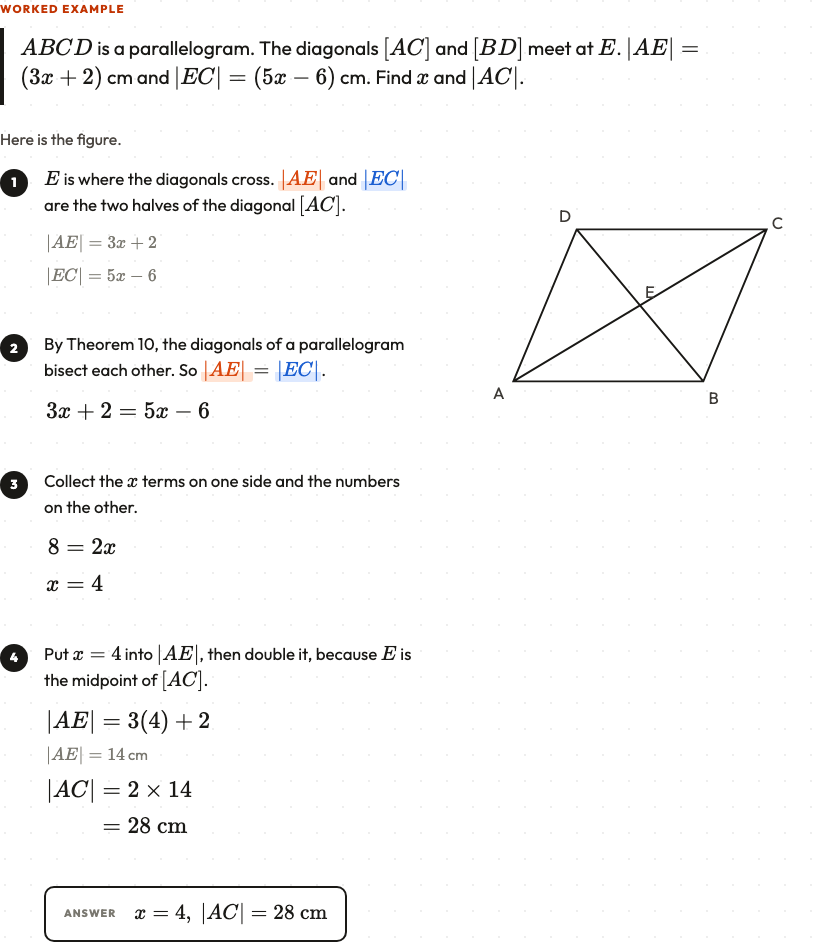 WORKED EXAMPLE
ABCD is a parallelogram. The diagonals [AC] and [BD] meet at E. |AE| =
(3x + 2) cm and |EC| = (5x − 6) cm. Find x and |AC|.
Here is the figure.
1 E is where the diagonals cross. |AE| and |EC|
are the two halves of the diagonal [AC].
|AE| = 3x + 2
|EC| = 5x − 6
D
C
E
A
B
2 By Theorem 10, the diagonals of a parallelogram
bisect each other. So |AE| = |EC|.
3x + 2 = 5x − 6
3 Collect the x terms on one side and the numbers
on the other.
8 = 2x
x = 4
4 Put x = 4 into |AE|, then double it, because E is
the midpoint of [AC].
|AE| = 3(4) + 2
|AE| = 14 cm
|AC| = 2 × 14
= 28 cm
ANSWER x = 4, |AC| = 28 cm